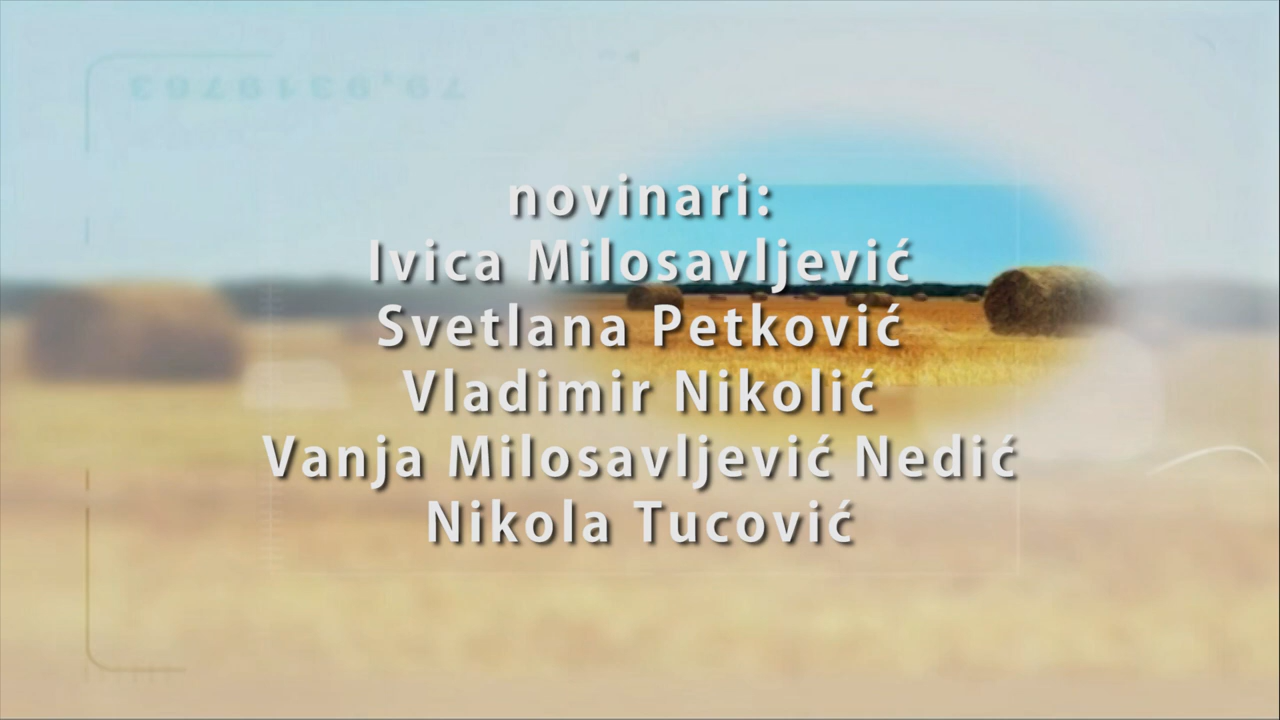 novinari:
Ivica Milosavljević
Svetlana Petković
Vladimir Nikolić
Vanja Milosavljević Nedić
Nikola Tucović